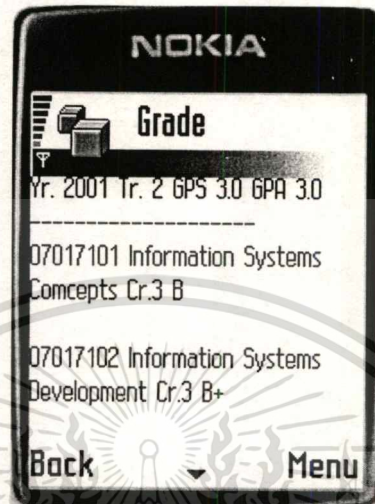 NOKIA
Grade
Yr. 2001 Tr. 2 GPS 3.0 GPA 3.0
--------------------
07017101 Information Systems
Comcepts Cr.3 B
07017102 Information Systems
Development Cr.3 B+
Back Menu